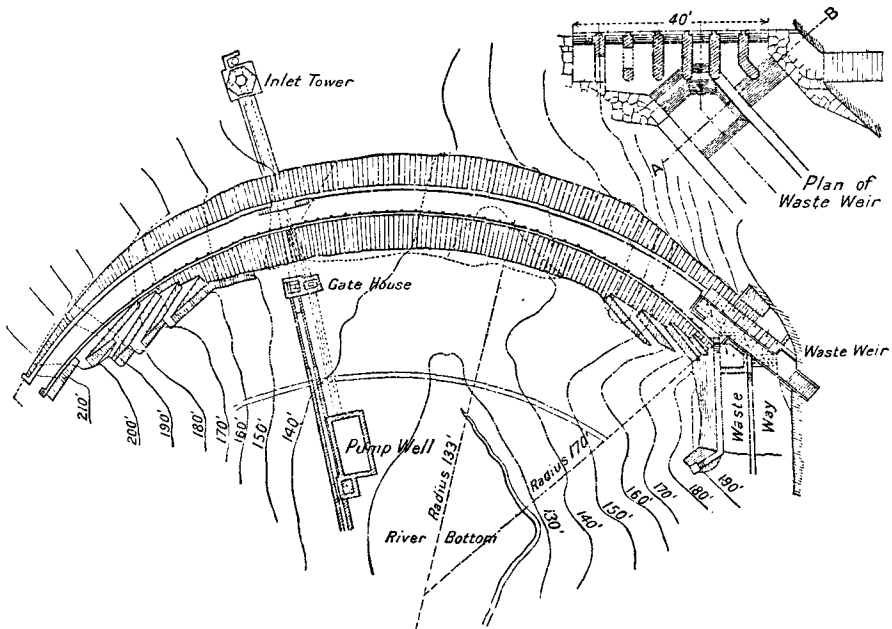 40'
B
Inlet Tower
A
Plan of
Waste Weir
Gate House
Waste Weir
210'
200'
190'
180'
170'
160'
150'
140'
Pump Well
Radius 133'
Radius 170'
Waste
Way
River Bottom
130'
140'
150'
160'
170'
180'
190'